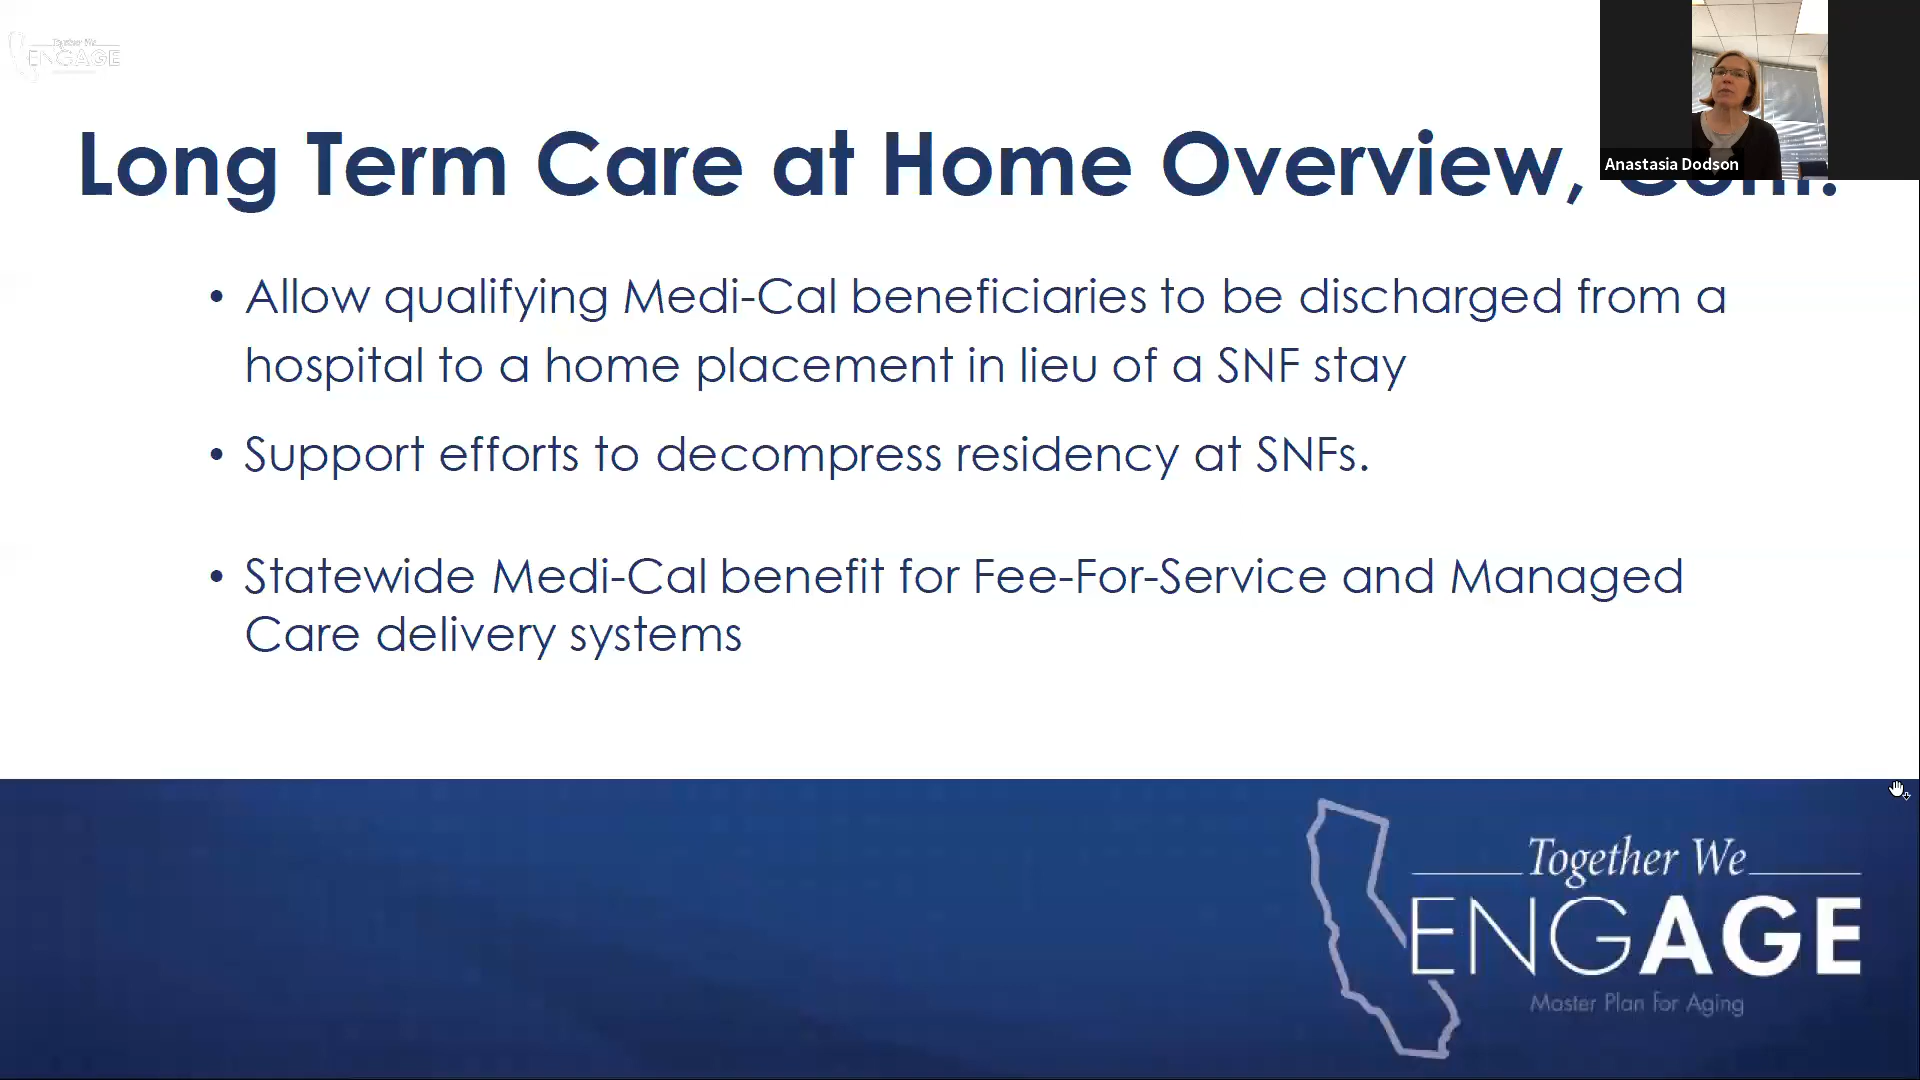 Together We
ENGAGE
Long Term Care at Home Overview,
Anastasia Dodson
• Allow qualifying Medi-Cal beneficiaries to be discharged from a
hospital to a home placement in lieu of a SNF stay
• Support efforts to decompress residency at SNFs.
• Statewide Medi-Cal benefit for Fee-For-Service and Managed
Care delivery systems
Together We
ENGAGE
Master Plan for Aging